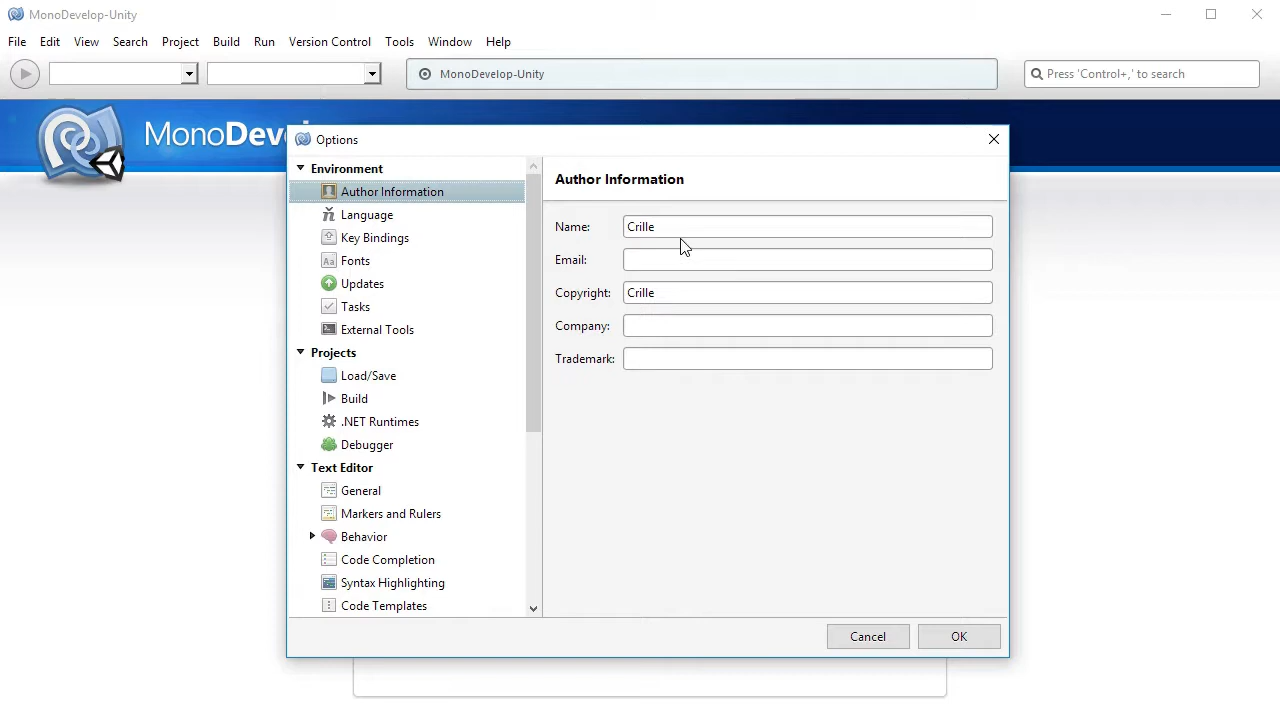 MonoDevelop-Unity
File Edit View Search Project Build Run Version Control Tools Window Help
MonoDevelop-Unity
Press 'Control+,' to search
MonoDeve
Options
Environment
Author Information
Language
Key Bindings
Fonts
Updates
Tasks
External Tools
Projects
Load/Save
Build
.NET Runtimes
Debugger
Text Editor
General
Markers and Rulers
Behavior
Code Completion
Syntax Highlighting
Code Templates
Author Information
Name: Crille
Email:
Copyright: Crille
Company:
Trademark:
Cancel OK